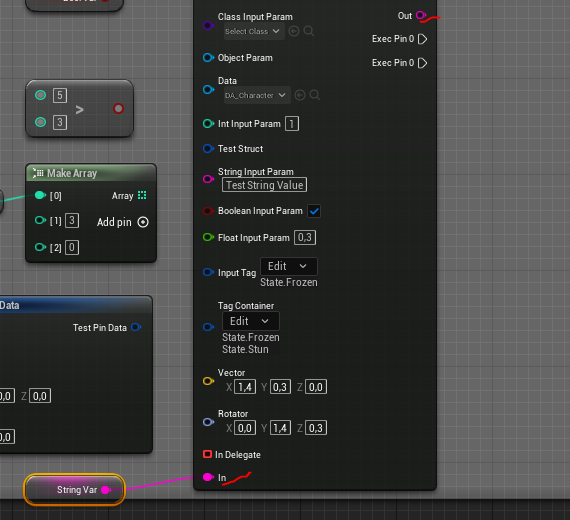 Class Input Param
Select Class
Object Param
Data
DA_Character
Int Input Param 1
Test Struct
String Input Param
Test String Value
Boolean Input Param
Float Input Param 0,3
Input Tag Edit
State.Frozen
Tag Container
Edit
State.Frozen
State.Stun
Vector
X 1,4 Y 0,3 Z 0,0
Rotator
X 0,0 Y 1,4 Z 0,3
In Delegate
In
Out
Exec Pin 0
Exec Pin 0
5
>
3
Make Array
[0] Array
[1] 3 Add pin
[2] 0
Data
Test Pin Data
0,0 Z 0,0
0,0
String Var